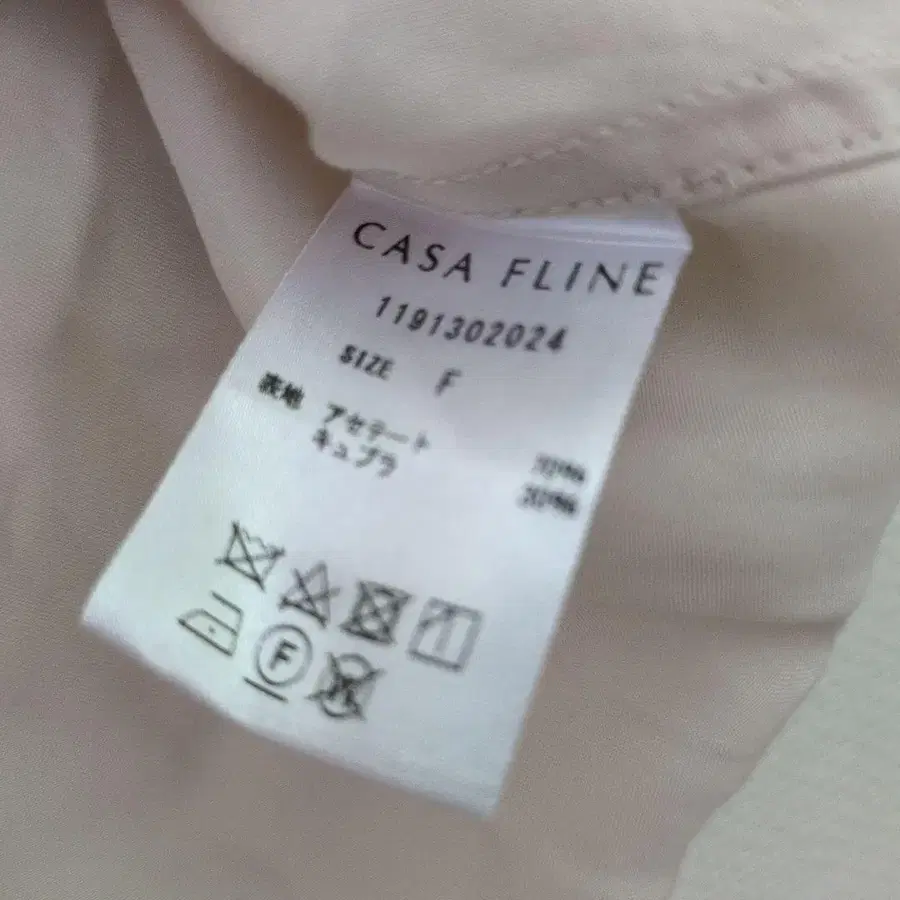 CASA FLINE
1191302024
SIZE F
表地 アセテート
キュプラ
F